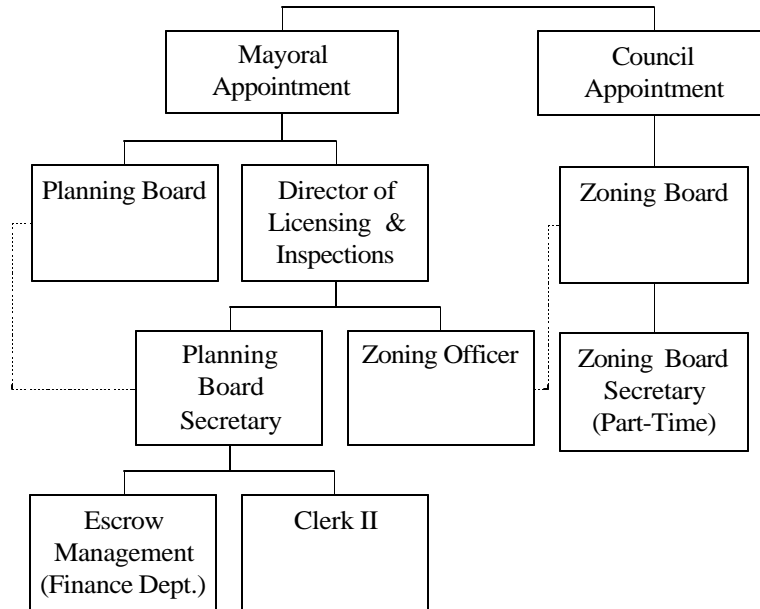 Mayoral
Appointment
Council
Appointment
Planning Board
Director of
Licensing & 
Inspections
Zoning Board
Planning
Board
Secretary
Zoning Officer
Zoning Board
Secretary
(Part-Time)
Escrow
Management
(Finance Dept.)
Clerk II